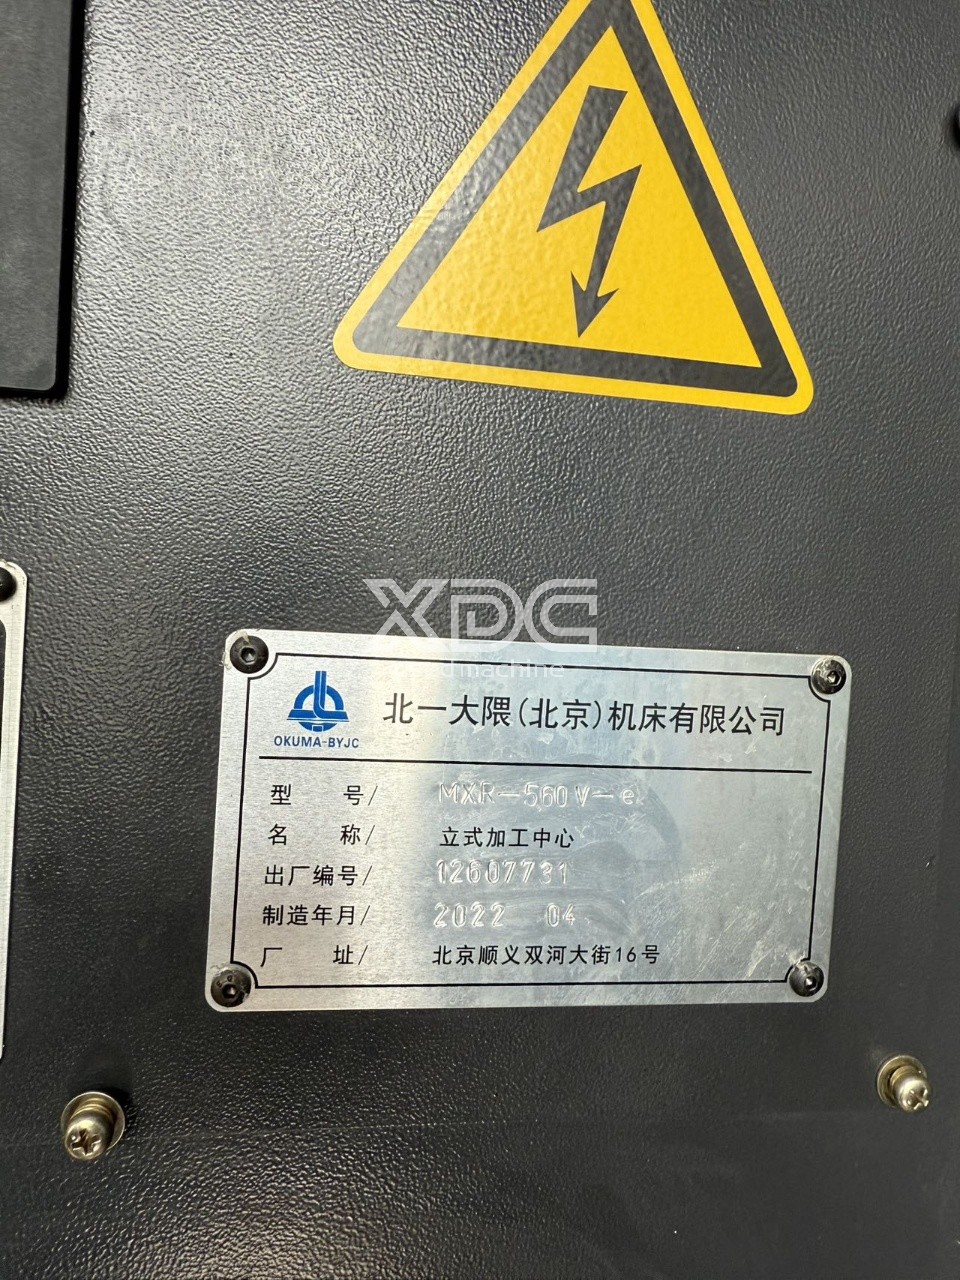 XDC
machine
北一大隈(北京)机床有限公司
OKUMA-BYJC
型 号/ MXR-560V-e
名 称/ 立式加工中心
出厂编号/ 12607731
制造年月/ 2022 04
厂 址/ 北京顺义双河大街16号